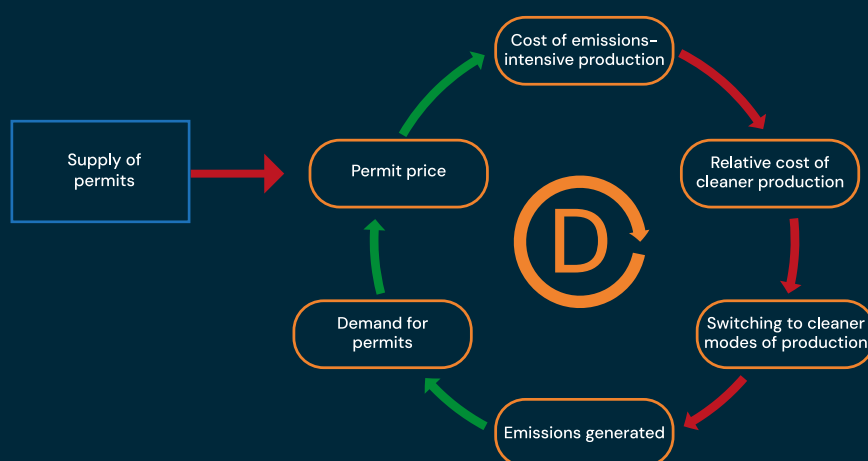 Cost of emissions-
intensive production
Supply of
permits
Permit price
Relative cost of
cleaner production
D
Demand for
permits
Switching to cleaner
modes of production
Emissions generated